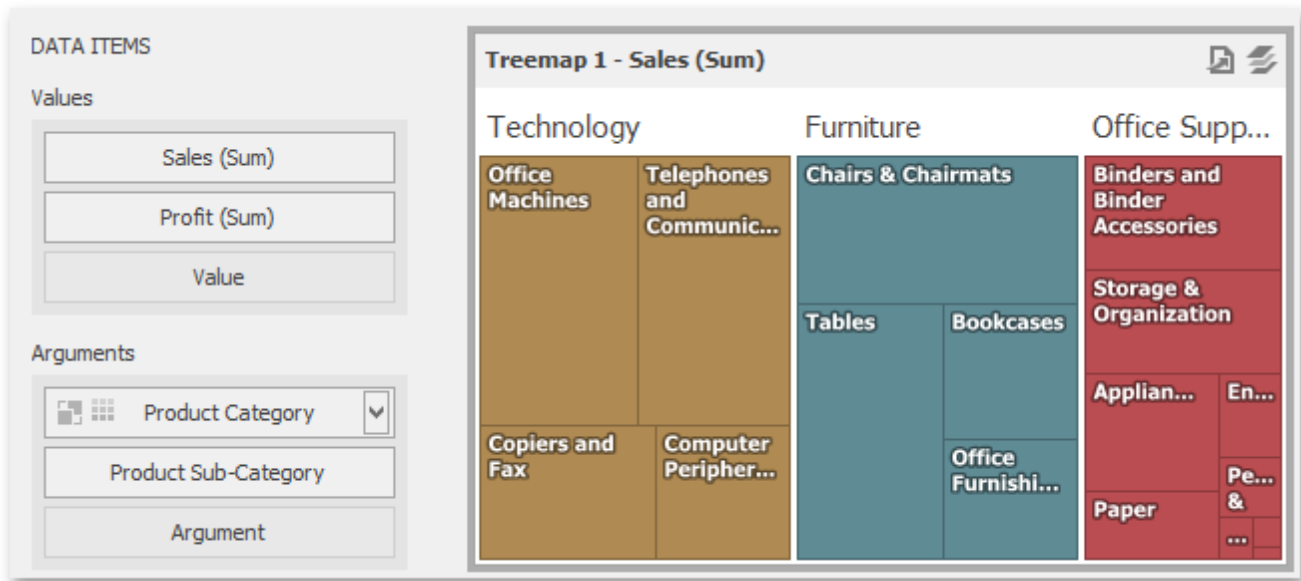 DATA ITEMS
Values
Sales (Sum)
Profit (Sum)
Value
Arguments
Product Category
Product Sub-Category
Argument
Treemap 1 - Sales (Sum)
Technology
Furniture
Office Supp...
Office
Machines
Telephones
and
Communic...
Copiers and
Fax
Computer
Peripher...
Chairs & Chairmats
Tables
Bookcases
Office
Furnishi...
Binders and
Binder
Accessories
Storage &
Organization
Applian...
En...
Paper
Pe...
&
...